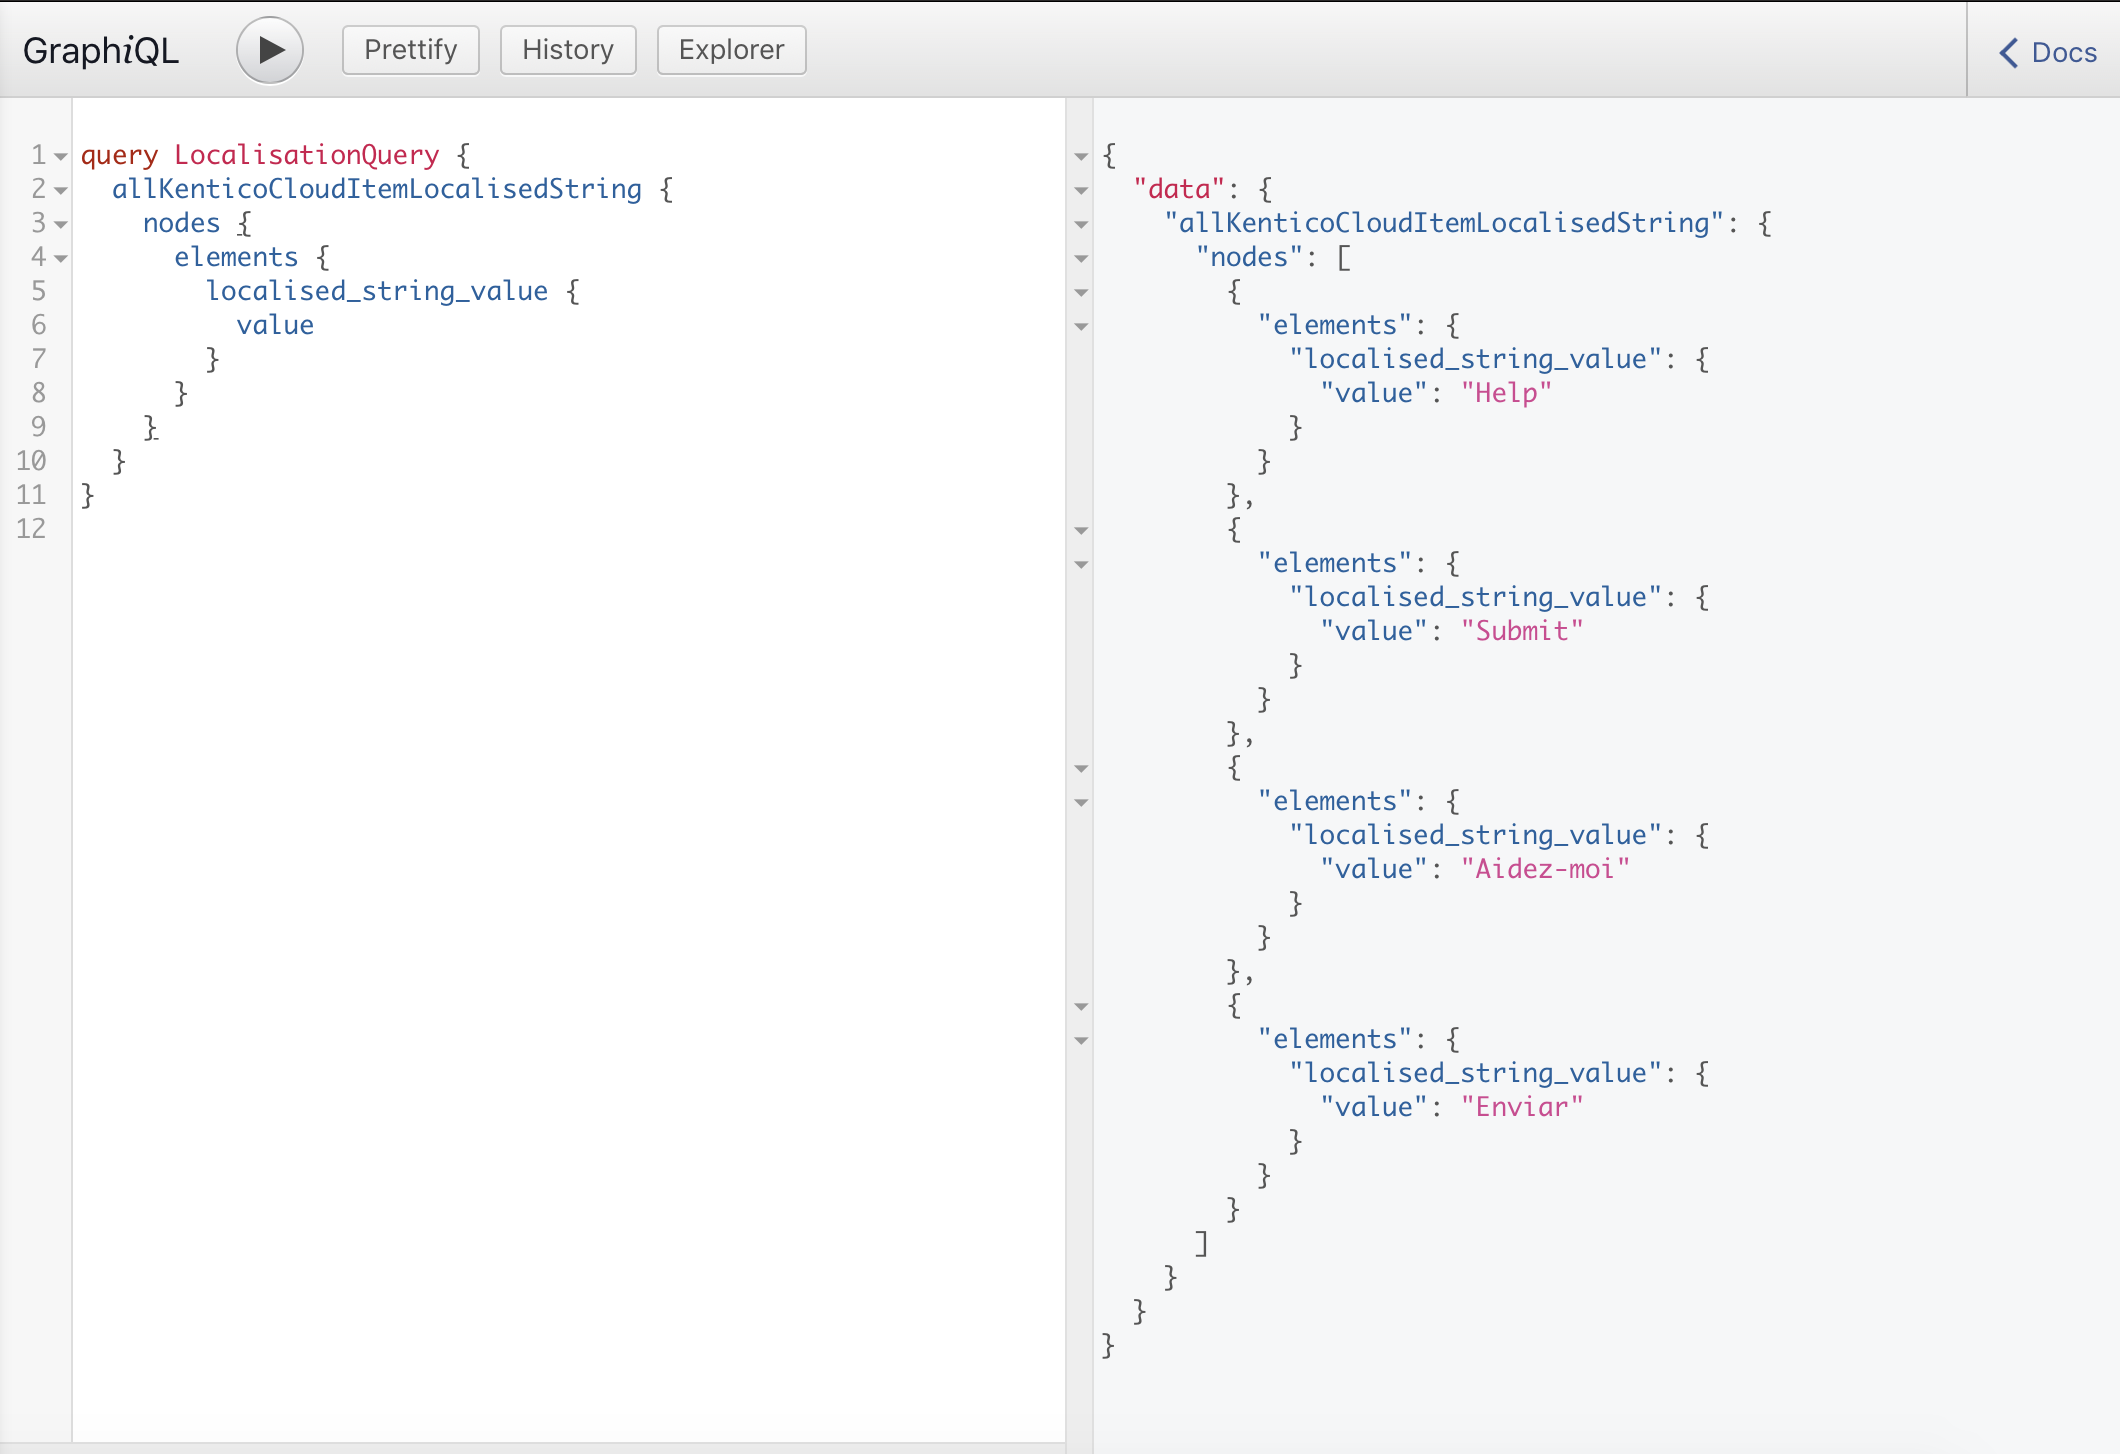 GraphiQL Prettify History Explorer Docs
1 query LocalisationQuery {
2   allKenticoCloudItemLocalisedString {
3     nodes {
4       elements {
5         localised_string_value {
6           value
7         }
8       }
9     }
10   }
11 }
12
{
  "data": {
    "allKenticoCloudItemLocalisedString": {
      "nodes": [
        {
          "elements": {
            "localised_string_value": {
              "value": "Help"
            }
          }
        },
        {
          "elements": {
            "localised_string_value": {
              "value": "Submit"
            }
          }
        },
        {
          "elements": {
            "localised_string_value": {
              "value": "Aidez-moi"
            }
          }
        },
        {
          "elements": {
            "localised_string_value": {
              "value": "Enviar"
            }
          }
        }
      ]
    }
  }
}